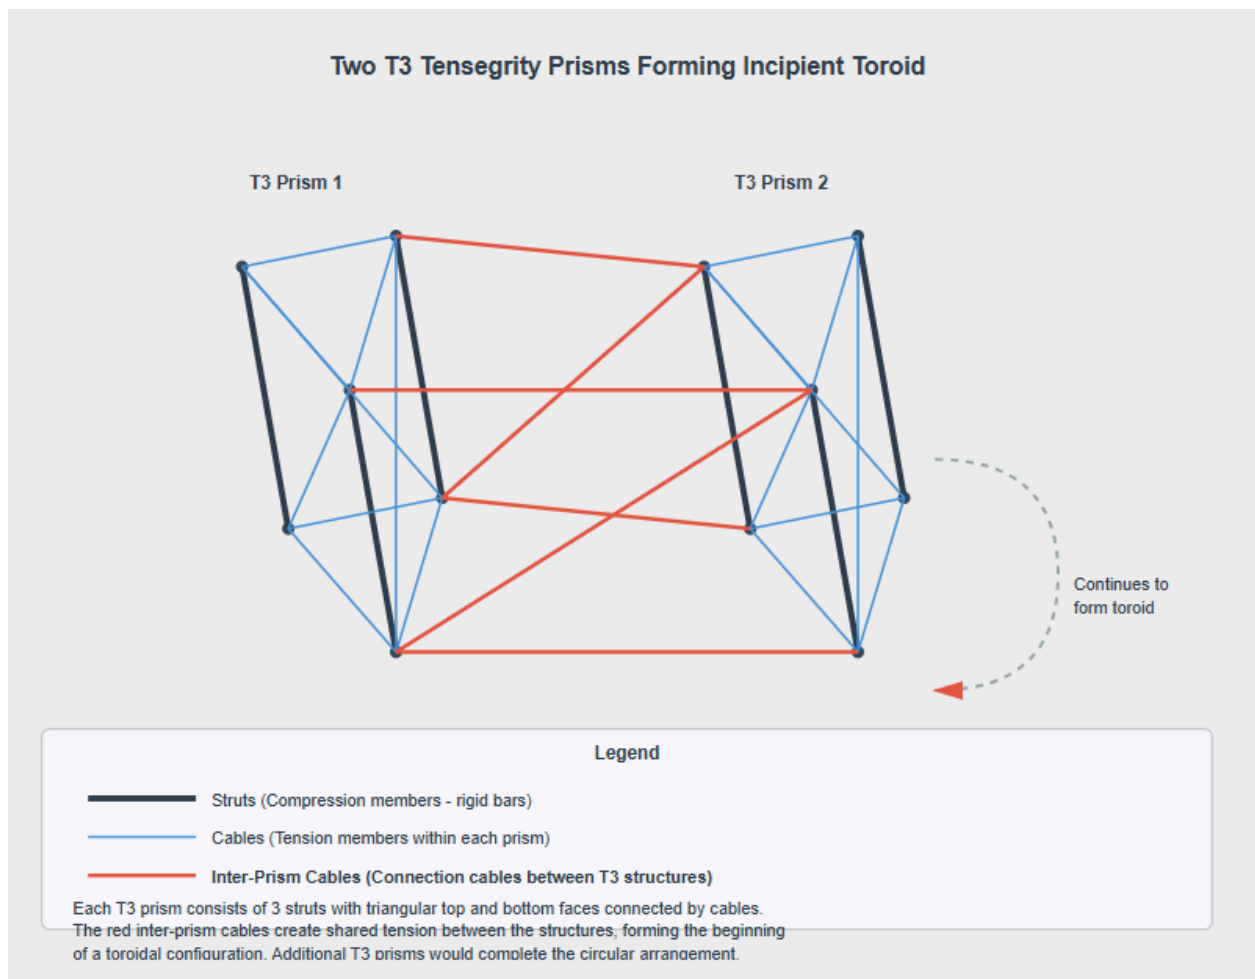 Two T3 Tensegrity Prisms Forming Incipient Toroid
T3 Prism 1
T3 Prism 2
Continues to
form toroid
Legend
Struts (Compression members - rigid bars)
Cables (Tension members within each prism)
Inter-Prism Cables (Connection cables between T3 structures)
Each T3 prism consists of 3 struts with triangular top and bottom faces connected by cables.
The red inter-prism cables create shared tension between the structures, forming the beginning
of a toroidal configuration. Additional T3 prisms would complete the circular arrangement.